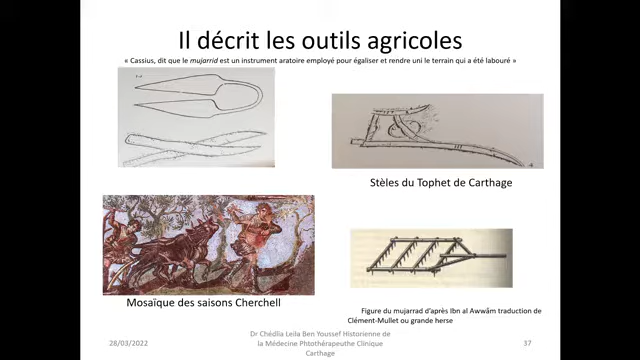 Il décrit les outils agricoles
« Cassius, dit que le mujarrid est un instrument aratoire employé pour égaliser et rendre uni le terrain qui a été labouré »
Stèles du Tophet de Carthage
Mosaïque des saisons Cherchell
Figure du mujarrad d'après Ibn al Awwâm traduction de
Clément-Mullet ou grande herse
28/03/2022
Dr Chédlia Leila Ben Youssef Historienne de
la Médecine Phtothérapeuthe Clinique
Carthage
37